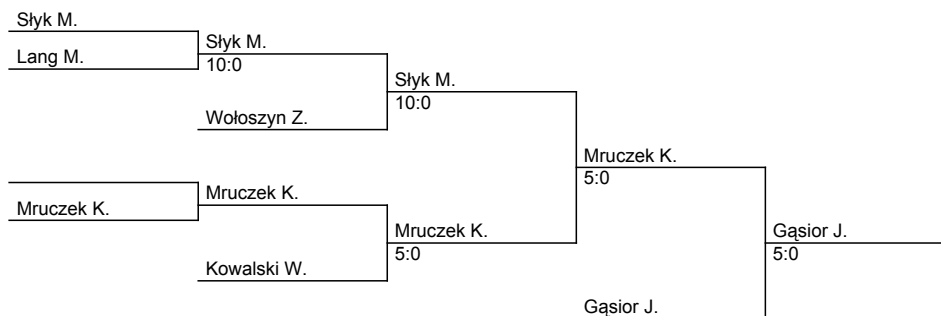 Słyk M.
Lang M.
Słyk M.
10:0
Wołoszyn Z.
Słyk M.
10:0
Mruczek K.
Mruczek K.
Kowalski W.
Mruczek K.
5:0
Mruczek K.
5:0
Gąsior J.
Gąsior J.
5:0